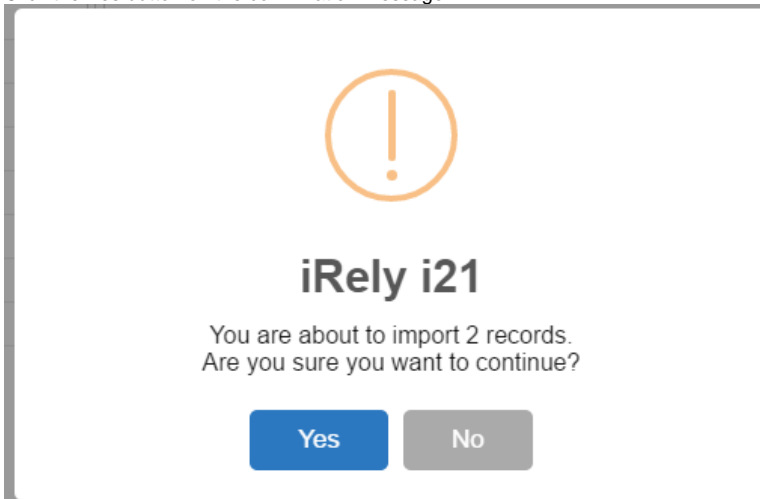 iRely i21
You are about to import 2 records.
Are you sure you want to continue?
Yes
No